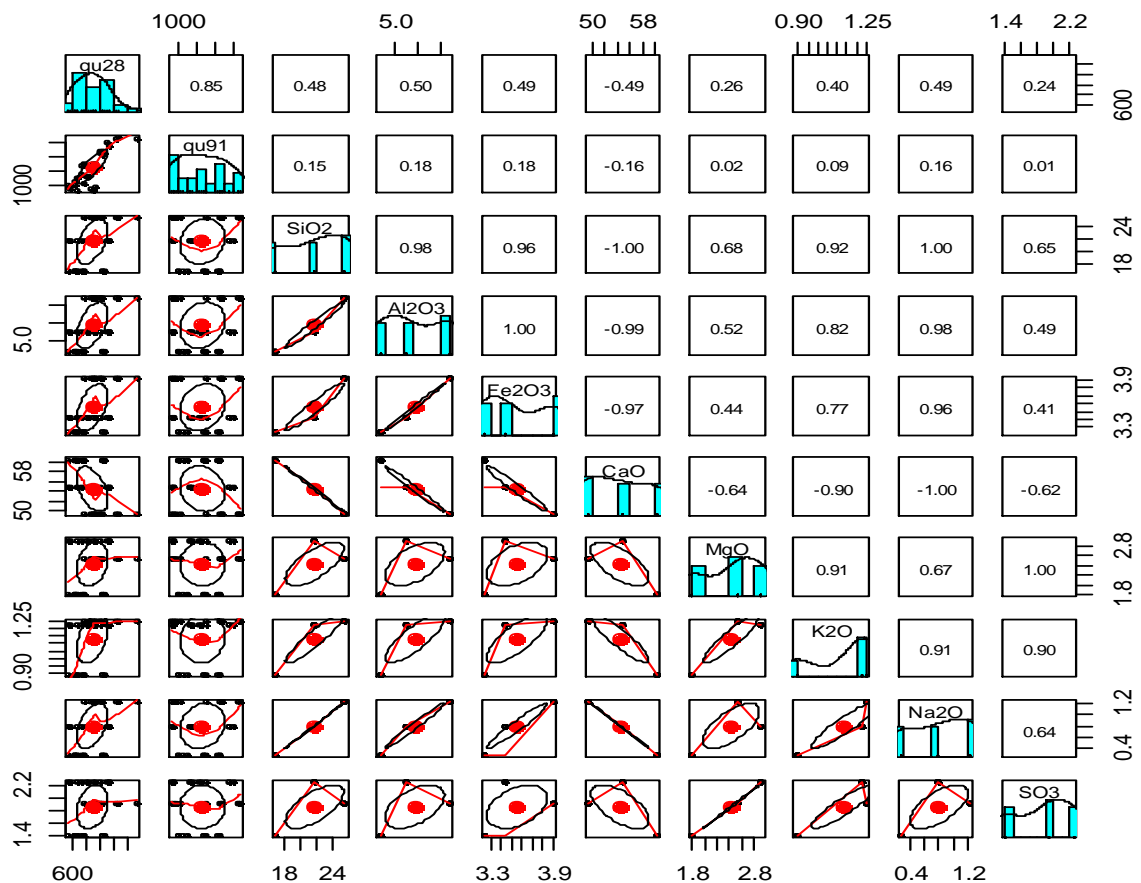 1000 5.0 50 58 0.90 1.25 1.4 2.2
qu28 0.85 0.48 0.50 0.49 -0.49 0.26 0.40 0.49 0.24 600
1000 qu91 0.15 0.18 0.18 -0.16 0.02 0.09 0.16 0.01
SiO2 0.98 0.96 -1.00 0.68 0.92 1.00 0.65 18 24
5.0 Al2O3 1.00 -0.99 0.52 0.82 0.98 0.49
Fe2O3 -0.97 0.44 0.77 0.96 0.41 3.3 3.9
50 58 CaO -0.64 -0.90 -1.00 -0.62
MgO 0.91 0.67 1.00 1.8 2.8
0.90 1.25 K2O 0.91 0.90
Na2O 0.64 0.4 1.2
1.4 2.2 SO3
600 18 24 3.3 3.9 1.8 2.8 0.4 1.2